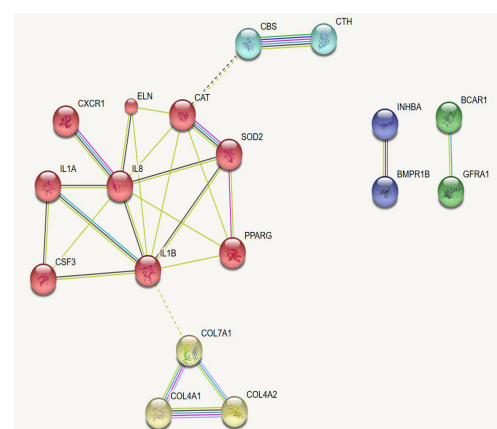 CBS
CTH
CXCR1
ELN
CAT
INHBA
BCAR1
SOD2
IL1A
IL8
BMPR1B
GFRA1
PPARG
CSF3
IL1B
COL7A1
COL4A1
COL4A2